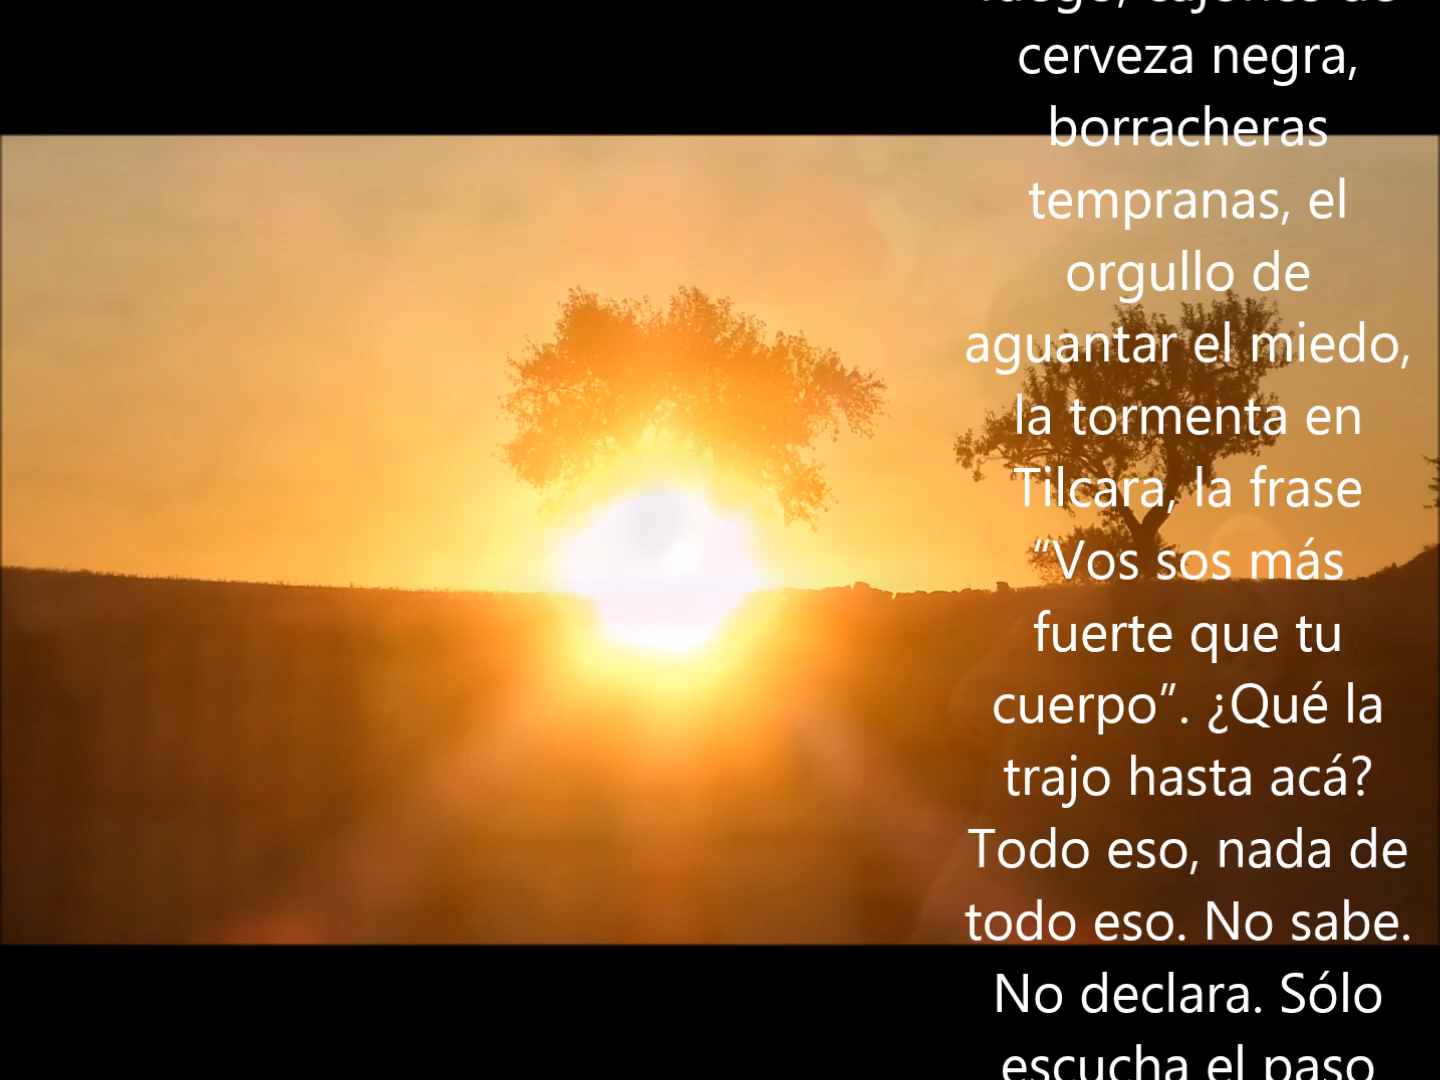 cerveza negra,
borracheras
tempranas, el
orgullo de
aguantar el miedo,
la tormenta en
Tilcara, la frase
“Vos sos más
fuerte que tu
cuerpo”. ¿Qué la
trajo hasta acá?
Todo eso, nada de
todo eso. No sabe.
No declara. Sólo
escucha el paso